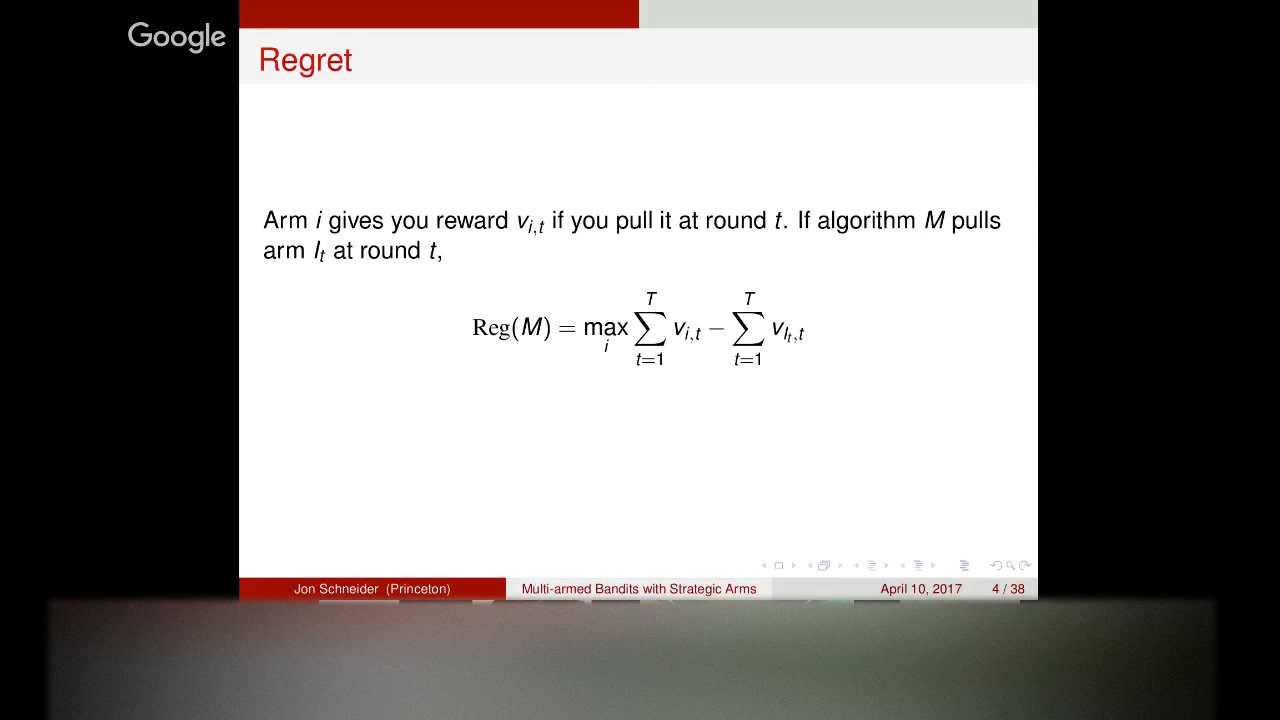 Google
Regret
Arm i gives you reward v_{i,t} if you pull it at round t. If algorithm M pulls
arm I_t at round t,
Reg(M) = max_i ∑_{t=1}^{T} v_{i,t} − ∑_{t=1}^{T} v_{I_t,t}
Jon Schneider (Princeton) Multi-armed Bandits with Strategic Arms April 10, 2017 4 / 38